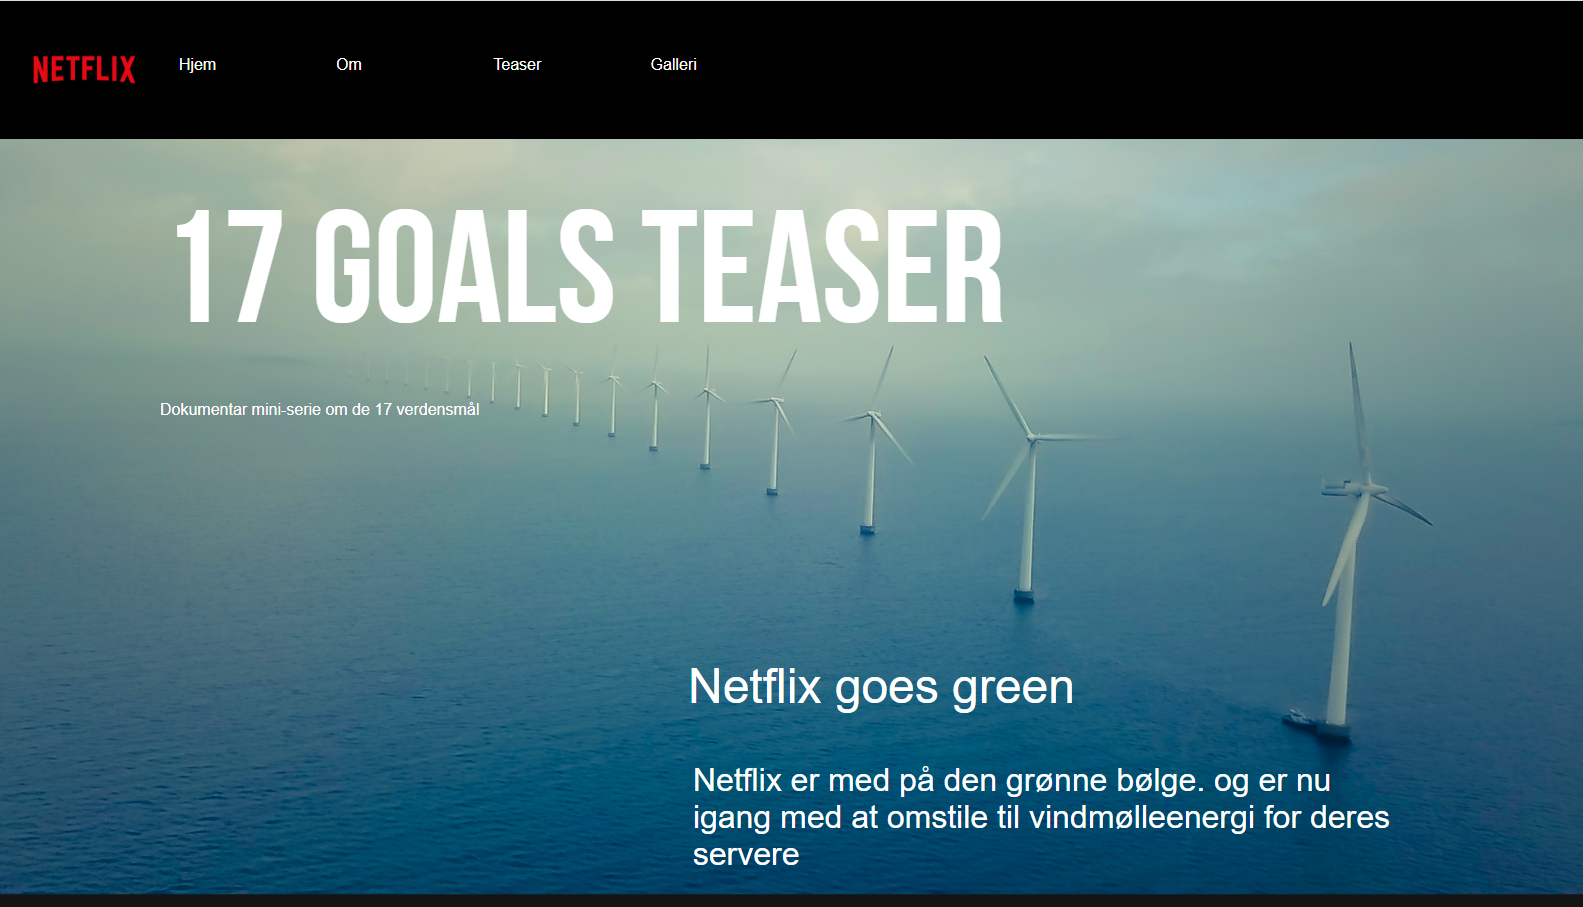 NETFLIX Hjem Om Teaser Galleri
17 GOALS TEASER
Dokumentar mini-serie om de 17 verdensmål
Netflix goes green
Netflix er med på den grønne bølge. og er nu
igang med at omstile til vindmølleenergi for deres
servere